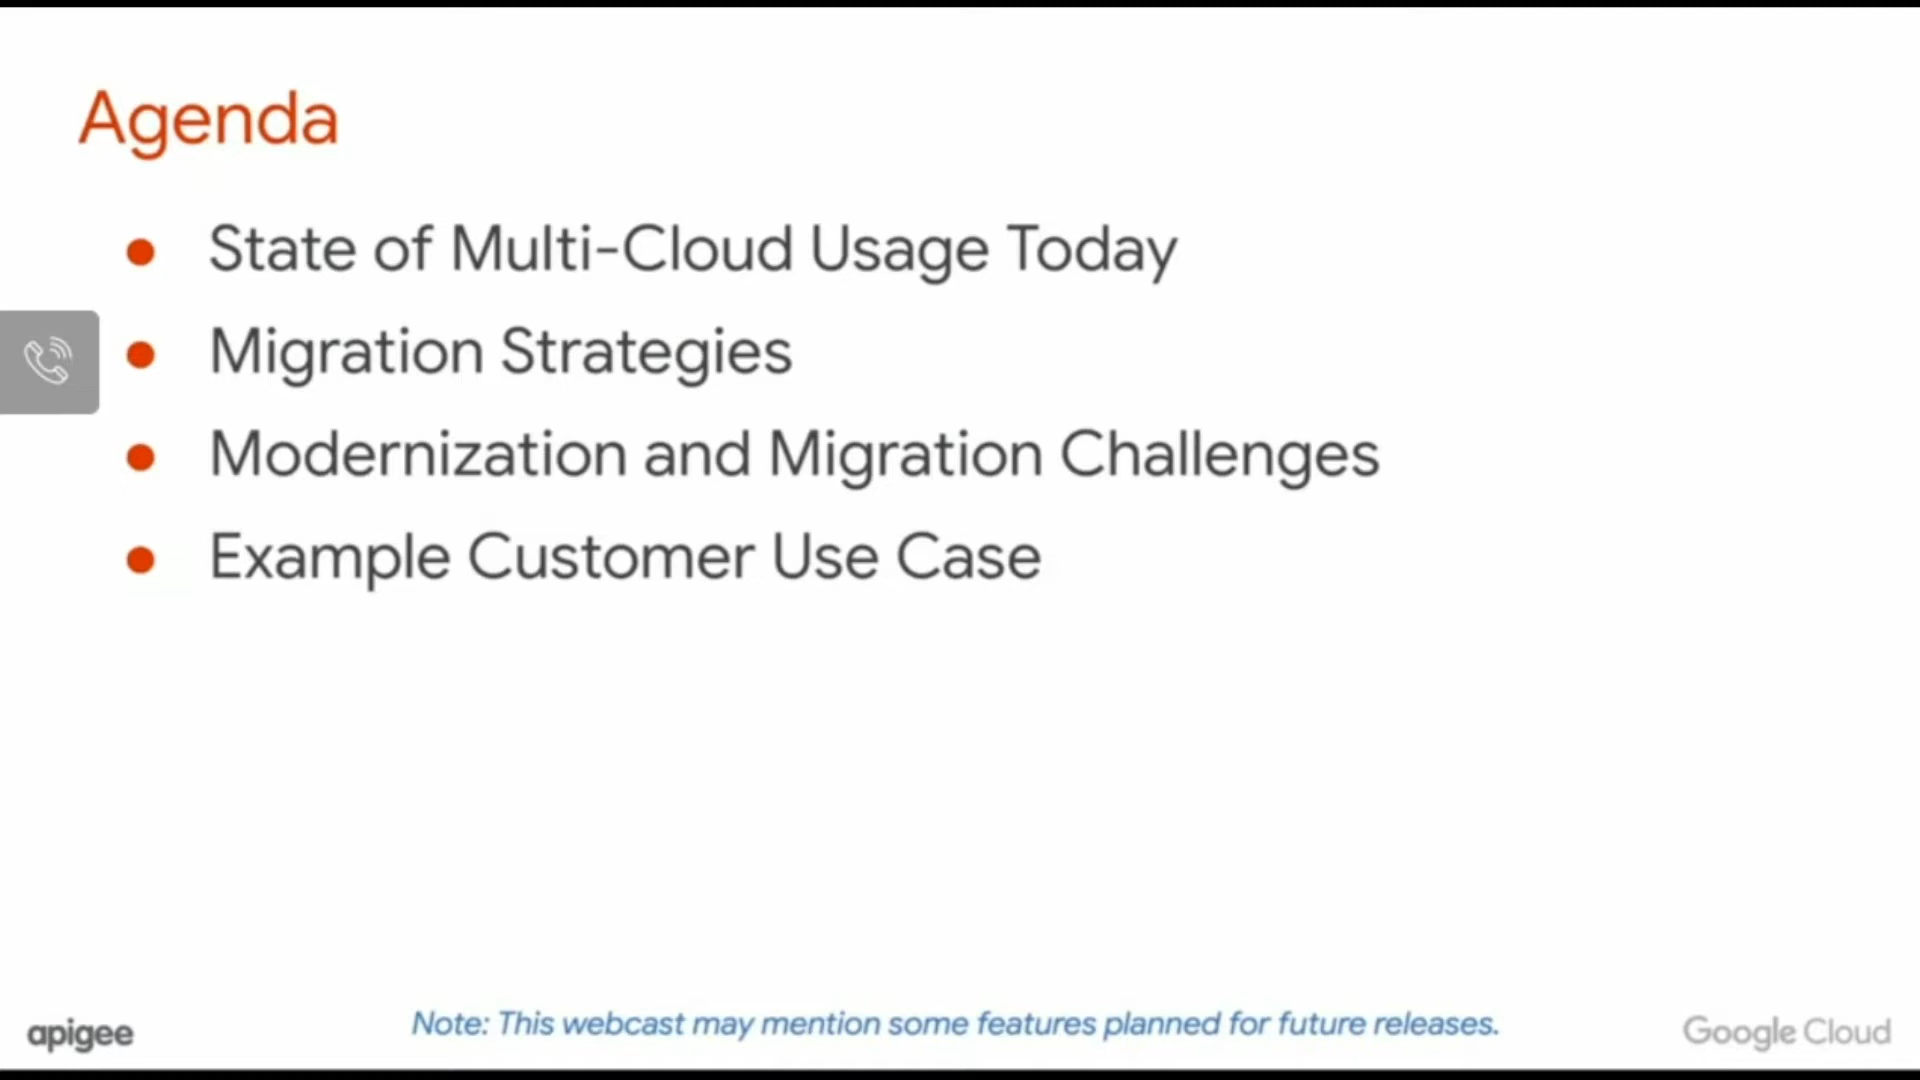 Agenda
State of Multi-Cloud Usage Today
Migration Strategies
Modernization and Migration Challenges
Example Customer Use Case
apigee
Note: This webcast may mention some features planned for future releases.
Google Cloud